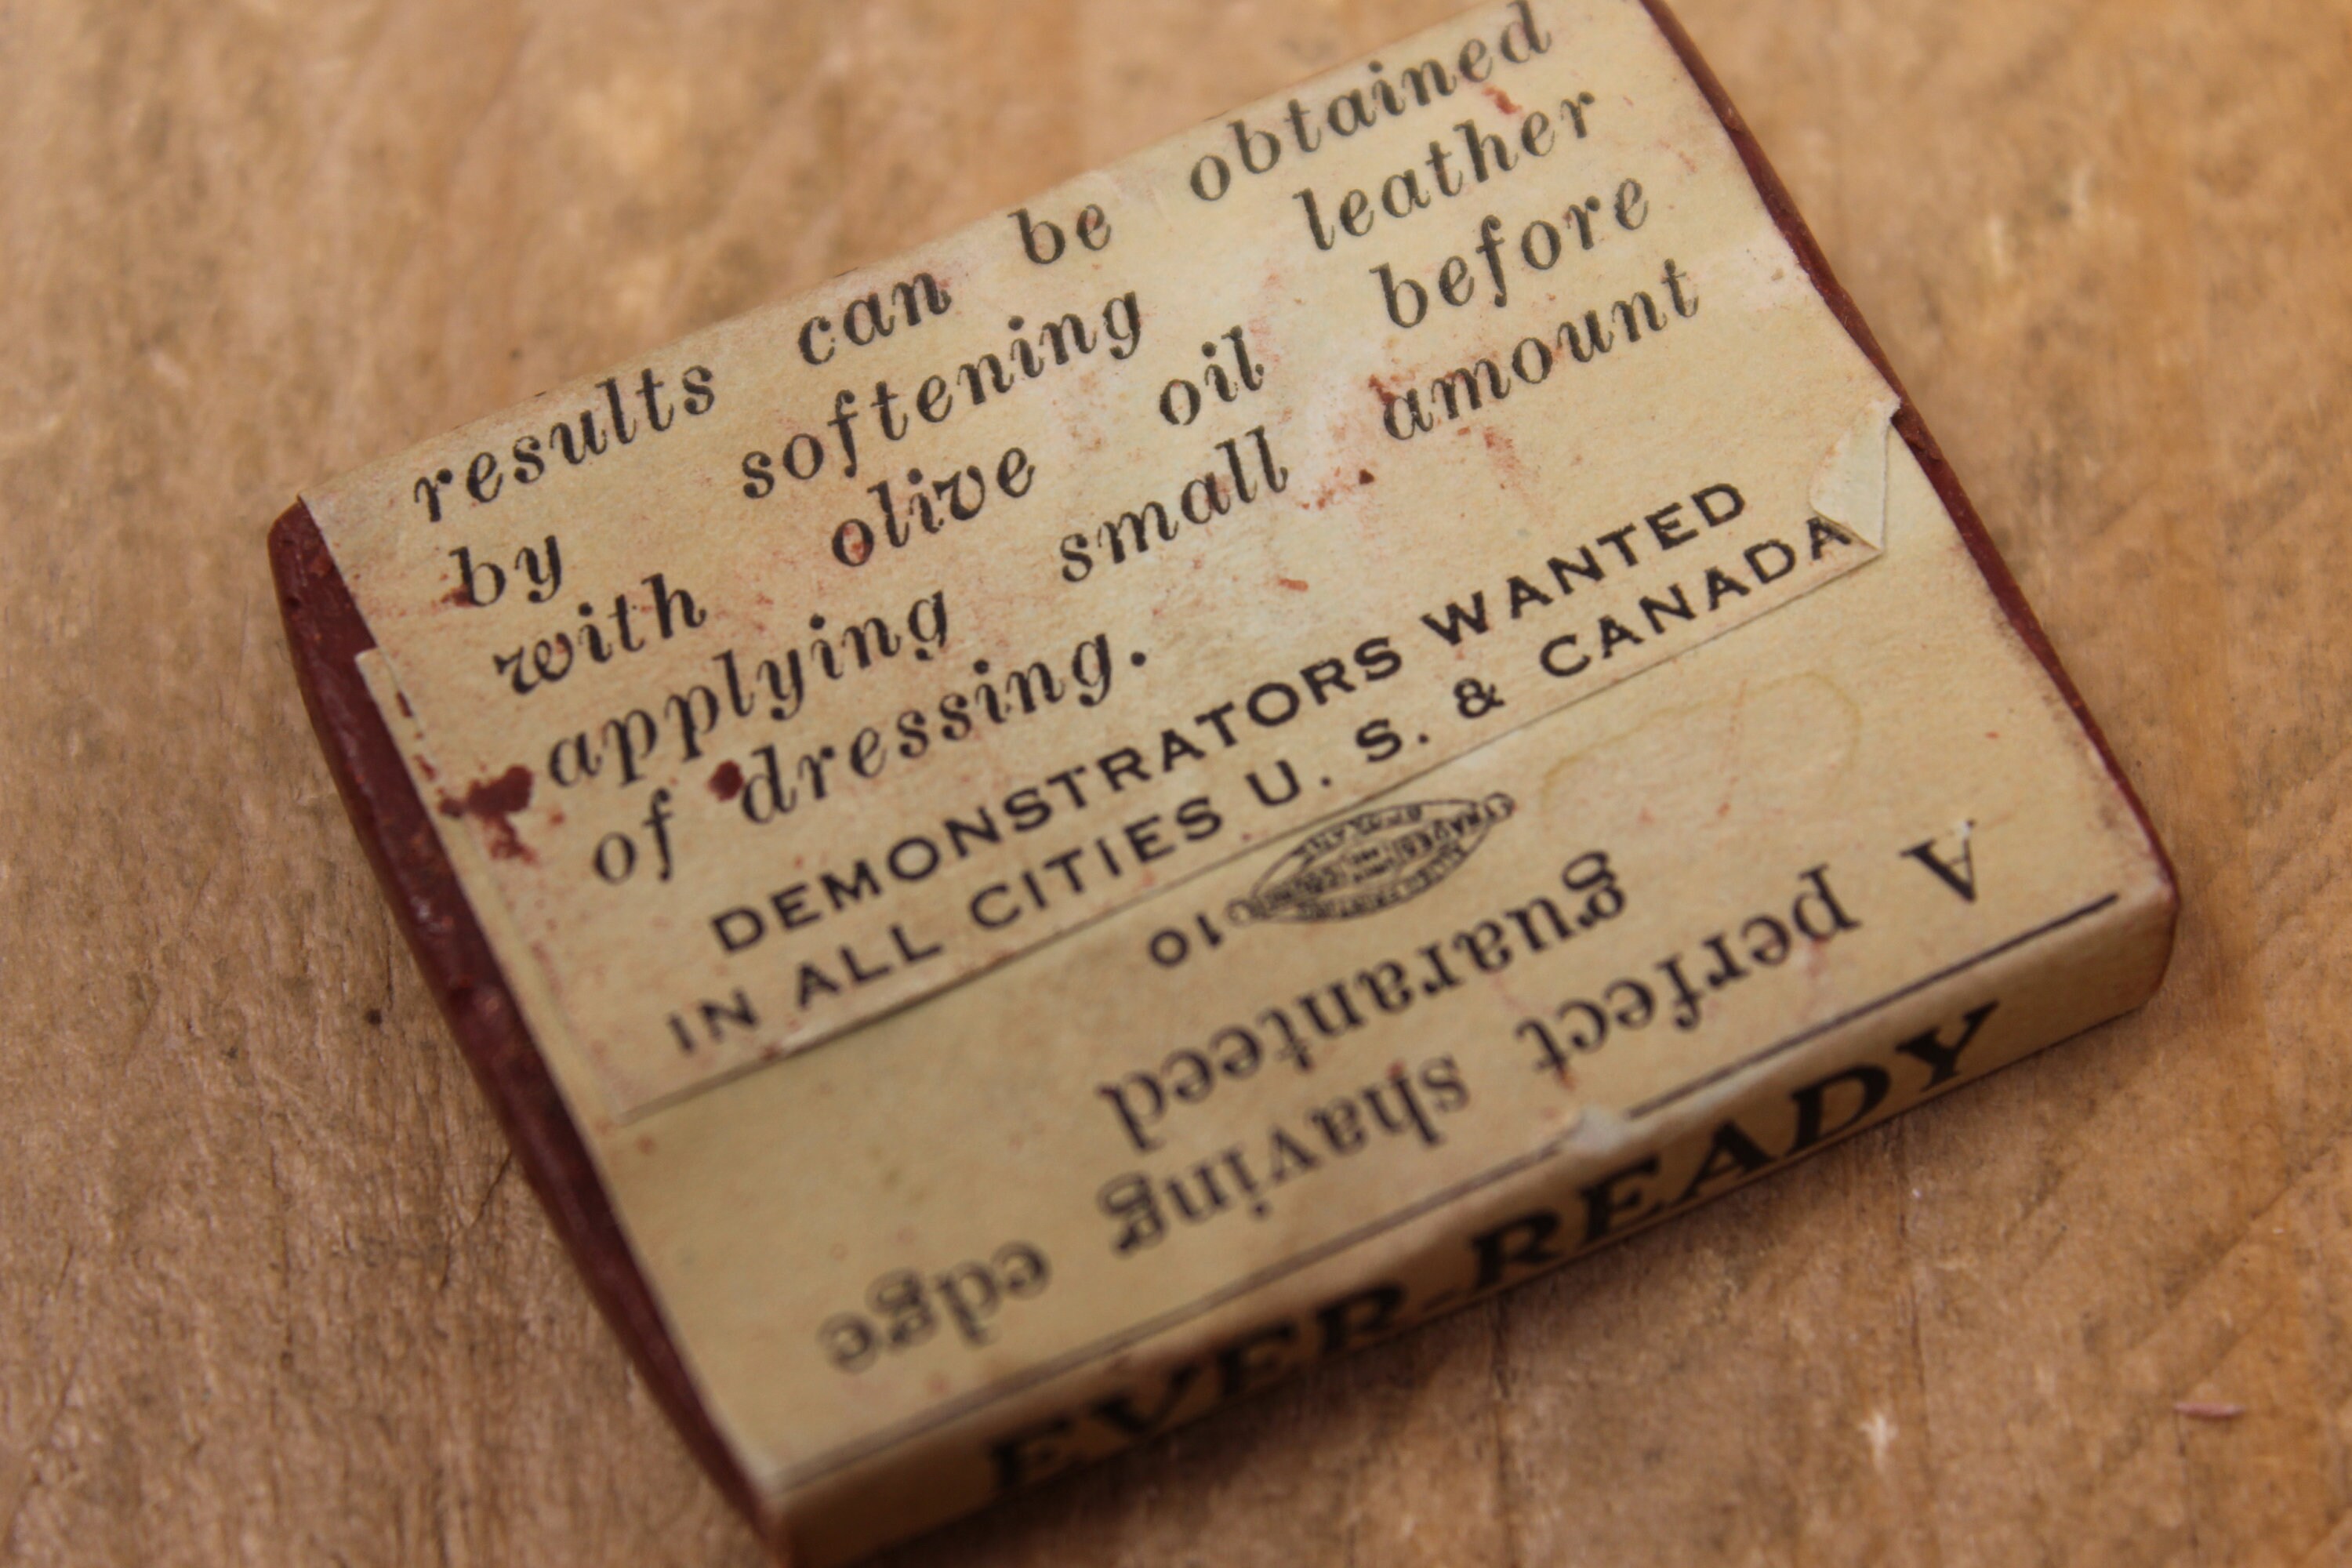 results can be obtained
by softening leather
with olive oil before
applying small amount
of dressing.
DEMONSTRATORS WANTED
IN ALL CITIES U. S. & CANADA
A perfect shaving edge
guaranteed
10
EVER-READY